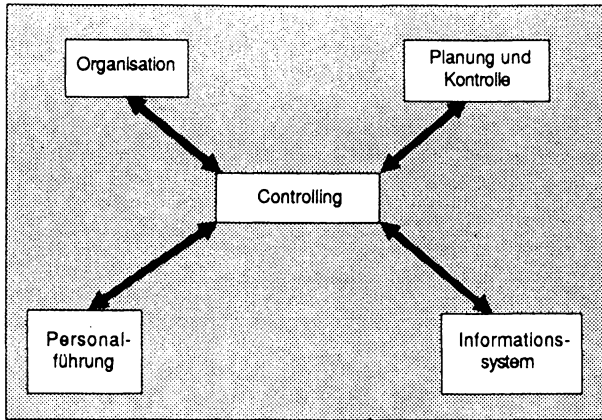 Organisation
Planung und
Kontrolle
Controlling
Personal-
führung
Informations-
system